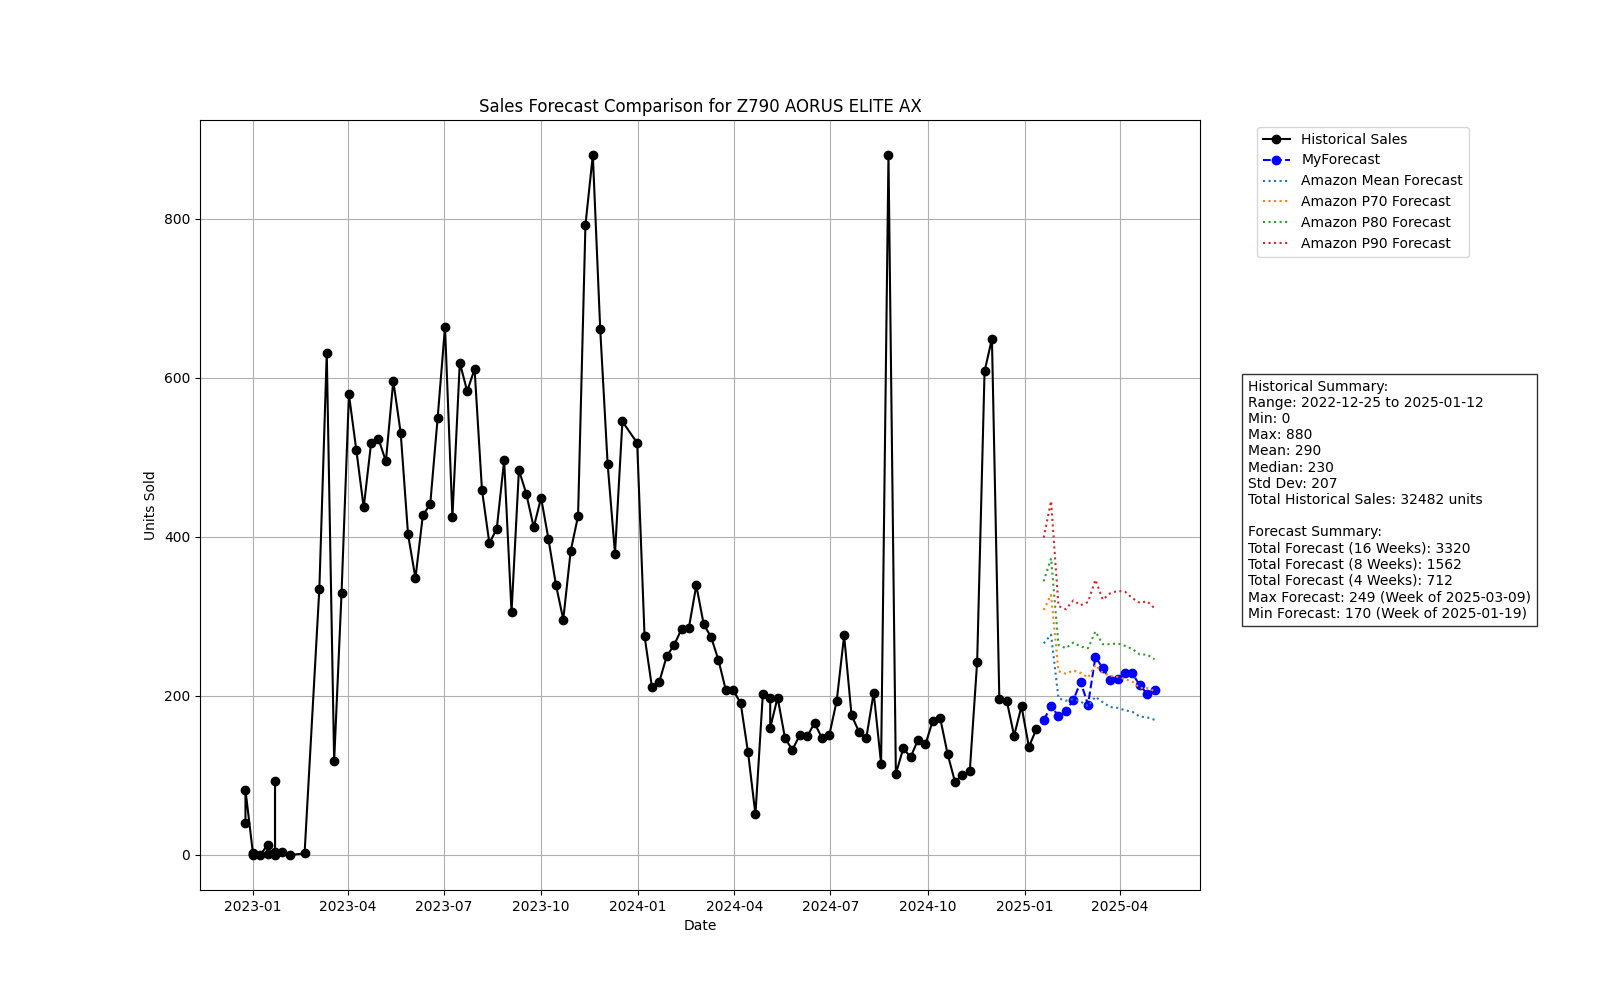 Sales Forecast Comparison for Z790 AORUS ELITE AX
Units Sold
800
600
400
200
0
2023-01
2023-04
2023-07
2023-10
2024-01
2024-04
2024-07
2024-10
2025-01
2025-04
Date
Historical Sales
MyForecast
Amazon Mean Forecast
Amazon P70 Forecast
Amazon P80 Forecast
Amazon P90 Forecast
Historical Summary:
Range: 2022-12-25 to 2025-01-12
Min: 0
Max: 880
Mean: 290
Median: 230
Std Dev: 207
Total Historical Sales: 32482 units
Forecast Summary:
Total Forecast (16 Weeks): 3320
Total Forecast (8 Weeks): 1562
Total Forecast (4 Weeks): 712
Max Forecast: 249 (Week of 2025-03-09)
Min Forecast: 170 (Week of 2025-01-19)